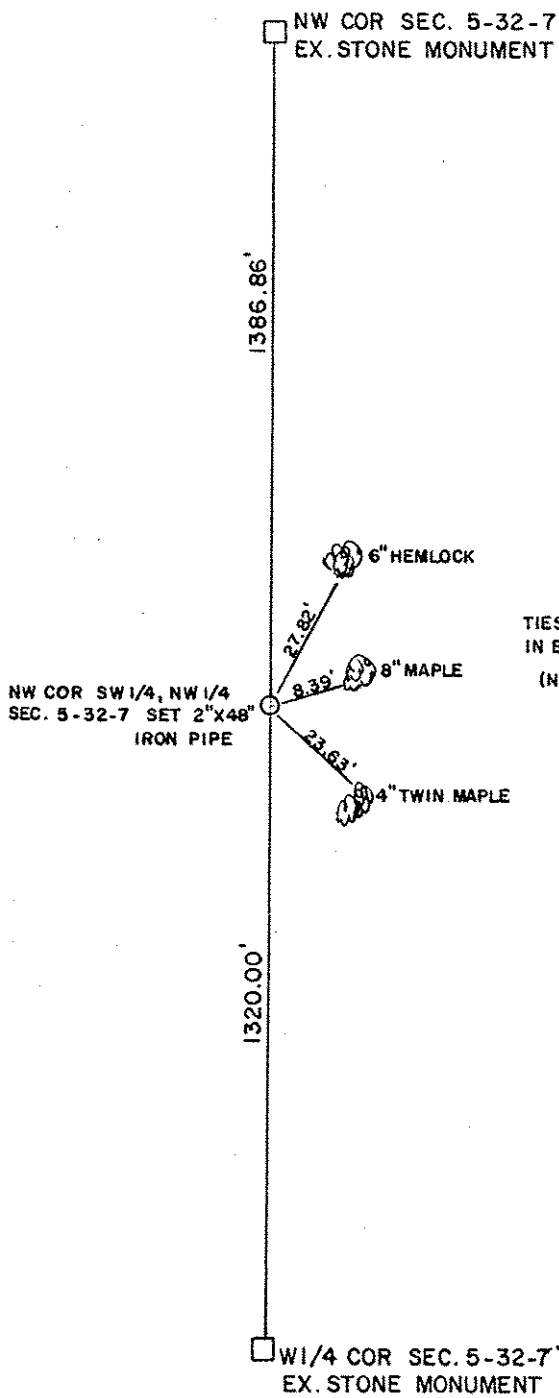 NW COR SEC. 5-32-7
EX. STONE MONUMENT
1386.86'
6" HEMLOCK
27.82'
TIES
IN
8" MAPLE
8.39'
NW COR SW 1/4, NW 1/4
SEC. 5-32-7 SET 2"X48"
IRON PIPE
23.63'
4" TWIN MAPLE
1320.00'
W1/4 COR SEC. 5-32-7
EX. STONE MONUMENT